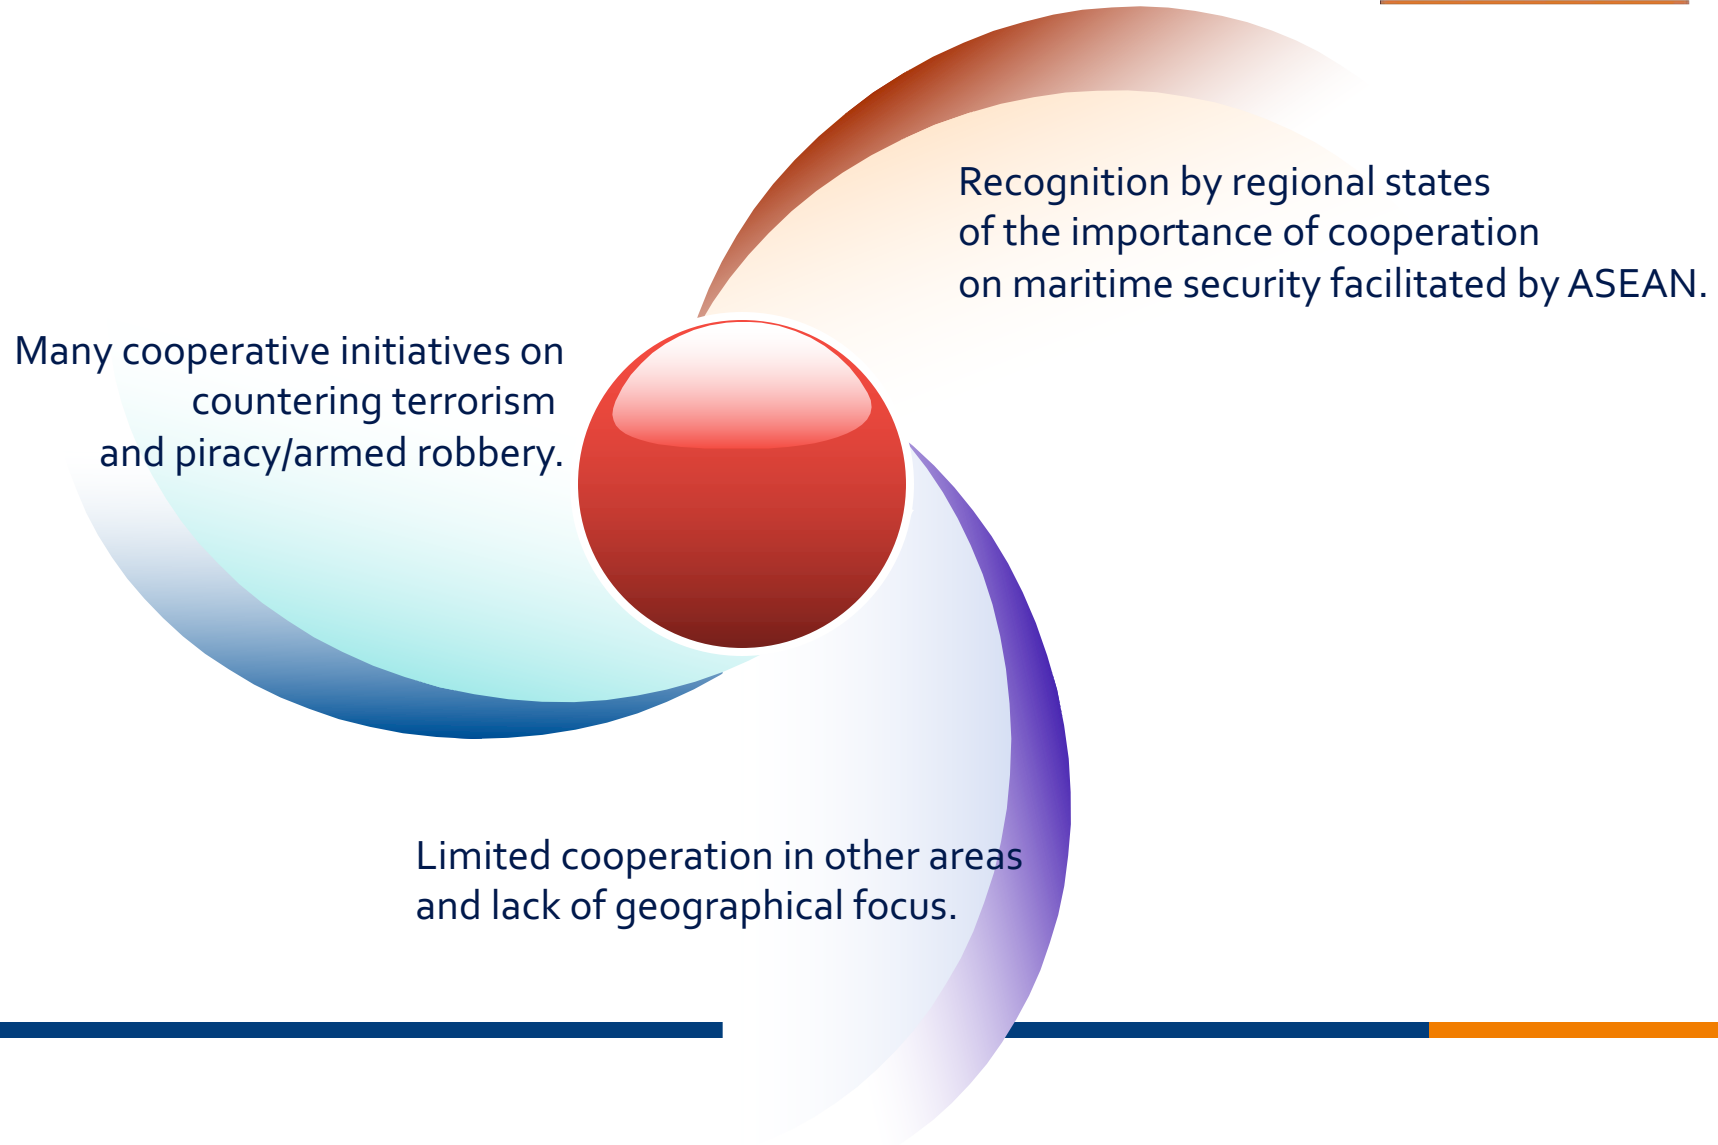 Recognition by regional states
of the importance of cooperation
on maritime security facilitated by ASEAN.
Many cooperative initiatives on
countering terrorism
and piracy/armed robbery.
Limited cooperation in other areas
and lack of geographical focus.